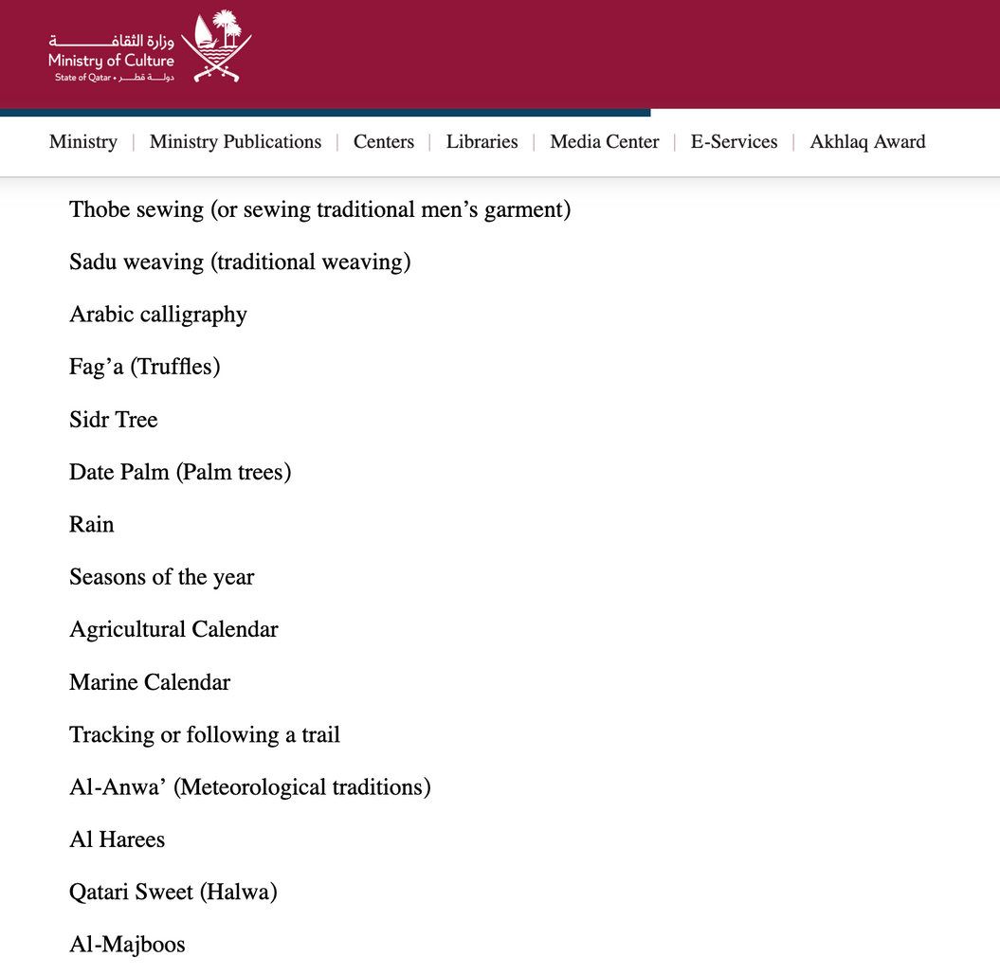 وزارة الثقافـــــــــــة
Ministry of Culture
State of Qatar • دولـــة قطـــر
Ministry | Ministry Publications | Centers | Libraries | Media Center | E-Services | Akhlaq Award
Thobe sewing (or sewing traditional men’s garment)
Sadu weaving (traditional weaving)
Arabic calligraphy
Fag’a (Truffles)
Sidr Tree
Date Palm (Palm trees)
Rain
Seasons of the year
Agricultural Calendar
Marine Calendar
Tracking or following a trail
Al-Anwa’ (Meteorological traditions)
Al Harees
Qatari Sweet (Halwa)
Al-Majboos